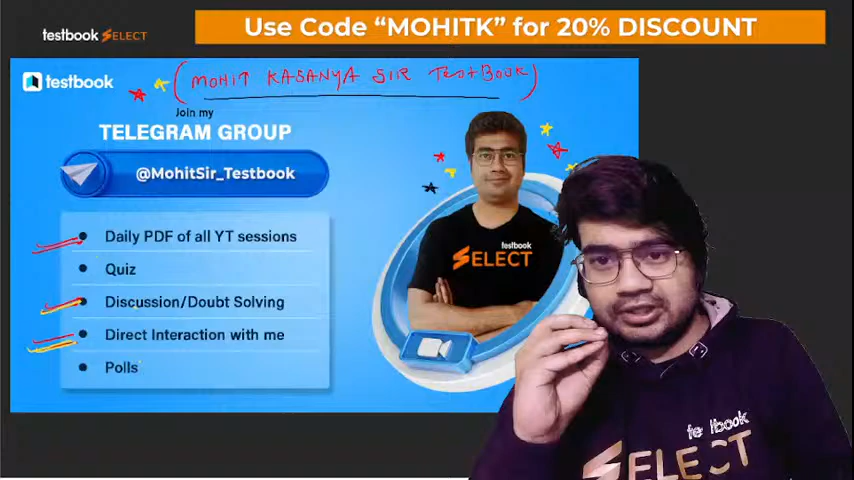 testbook SELECT
Use Code “MOHITK” for 20% DISCOUNT
testbook
(MOHIT KASANYA SIR TestBook)
Join my
TELEGRAM GROUP
@MohitSir_Testbook
Daily PDF of all YT sessions
Quiz
Discussion/Doubt Solving
Direct Interaction with me
Polls
testbook
SELECT
testbook
SELECT